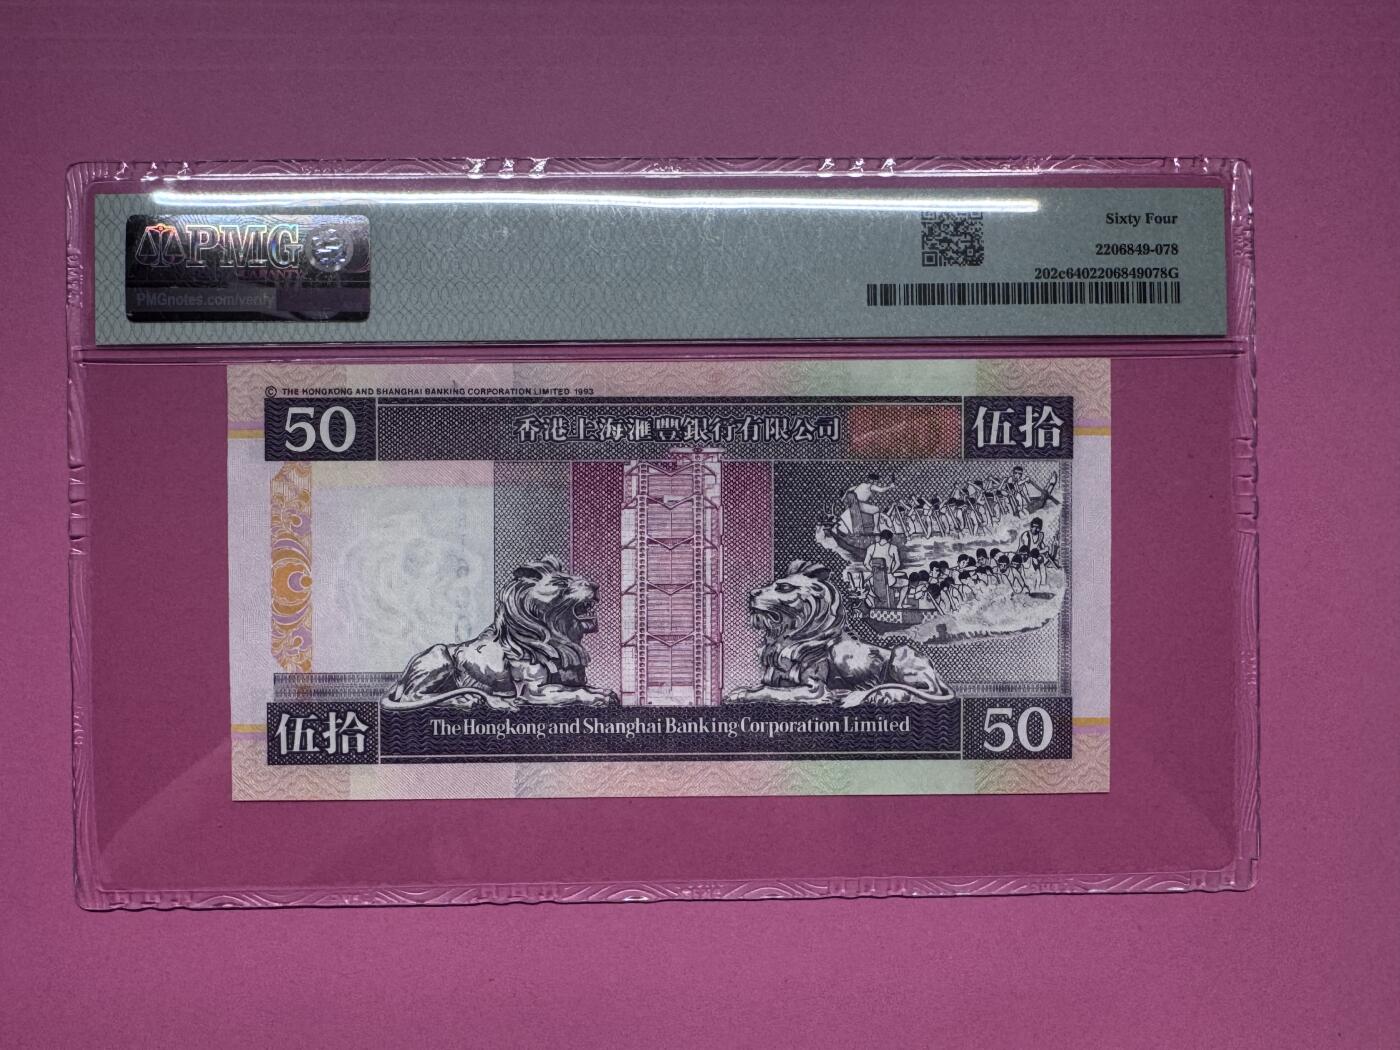 PMG
GUARANTY
PMGnotes.com/verify
Sixty Four
2206849-078
202c6402206849078G
© THE HONGKONG AND SHANGHAI BANKING CORPORATION LIMITED 1993
50
香港上海滙豐銀行有限公司
伍拾
伍拾
The Hongkong and Shanghai Banking Corporation Limited
50